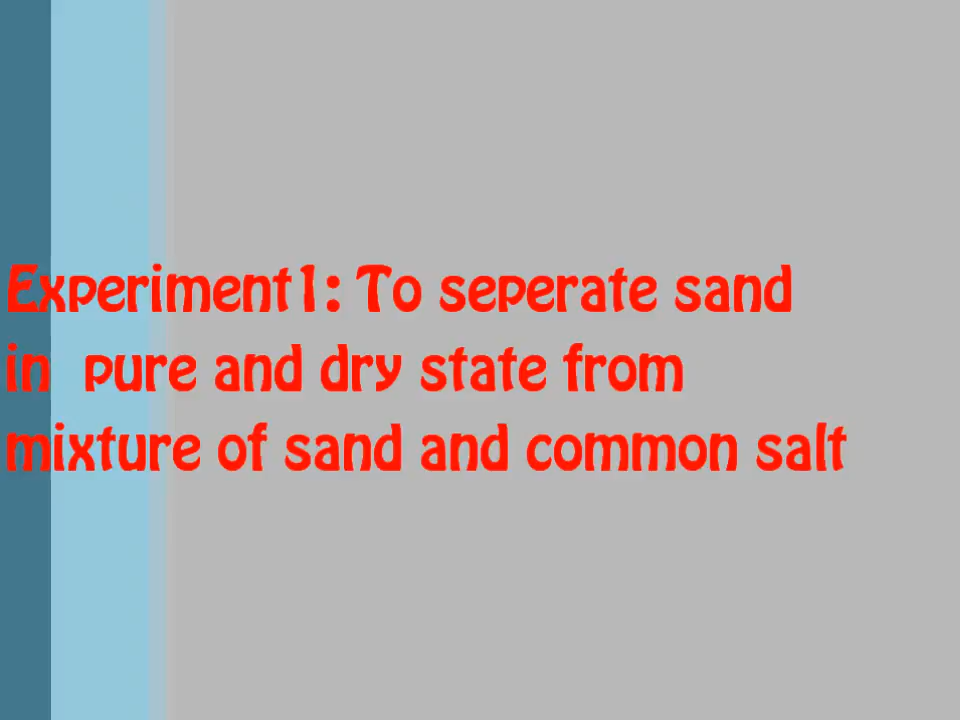 Experiment1: To seperate sand
in pure and dry state from
mixture of sand and common salt